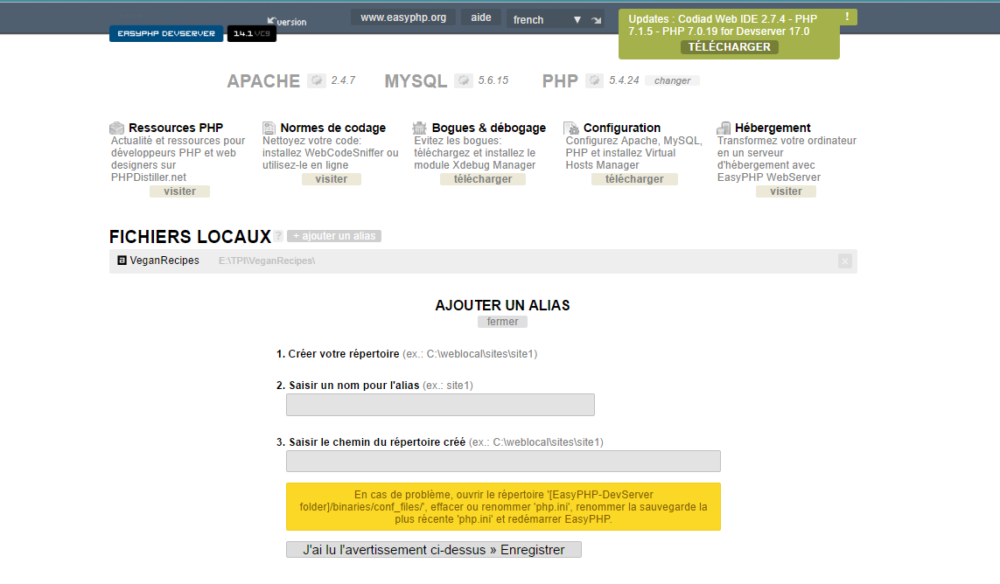 version
www.easyphp.org
aide
french
Updates : Codiad Web IDE 2.7.4 - PHP
7.1.5 - PHP 7.0.19 for Devserver 17.0
TÉLÉCHARGER
!
EASYPHP DEVSERVER 14.1 VC9
APACHE 2.4.7
MYSQL 5.6.15
PHP 5.4.24 changer
Ressources PHP
Actualité et ressources pour
développeurs PHP et web
designers sur
PHPDistiller.net
visiter
Normes de codage
Nettoyez votre code:
installez WebCodeSniffer ou
utilisez-le en ligne
visiter
Bogues & débogage
Evitez les bogues:
téléchargez et installez le
module Xdebug Manager
télécharger
Configuration
Configurez Apache, MySQL,
PHP et installez Virtual
Hosts Manager
télécharger
Hébergement
Transformez votre ordinateur
en un serveur
d'hébergement avec
EasyPHP WebServer
visiter
FICHIERS LOCAUX ? + ajouter un alias
a VeganRecipes E:\TPI\VeganRecipes\ x
AJOUTER UN ALIAS
fermer
1. Créer votre répertoire (ex.: C:\weblocal\sites\site1)
2. Saisir un nom pour l'alias (ex.: site1)
3. Saisir le chemin du répertoire créé (ex.: C:\weblocal\sites\site1)
En cas de problème, ouvrir le répertoire '[EasyPHP-DevServer
folder]/binaries/conf_files/', effacer ou renommer 'php.ini', renommer la sauvegarde la
plus récente 'php.ini' et redémarrer EasyPHP.
J'ai lu l'avertissement ci-dessus » Enregistrer